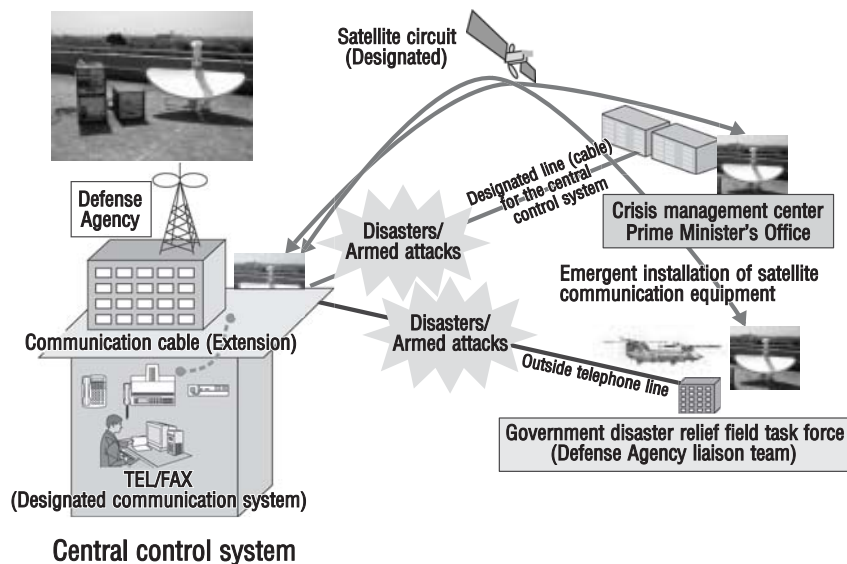 Satellite circuit
(Designated)
Defense
Agency
Designated line (cable)
for the central
control system
Disasters/
Armed attacks
Crisis management center
Prime Minister's Office
Emergent installation of satellite
communication equipment
Disasters/
Armed attacks
Communication cable (Extension)
Outside telephone line
Government disaster relief field task force
(Defense Agency liaison team)
TEL/FAX
(Designated communication system)
Central control system